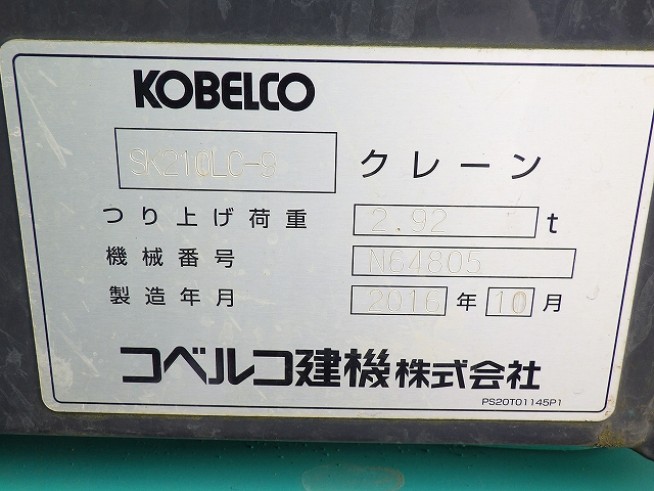 KOBELCO
SK210LC-9 クレーン
つり上げ荷重 2.92 t
機械番号 N64805
製造年月 2016 年 10 月
コベルコ建機株式会社
PS20T01145P1